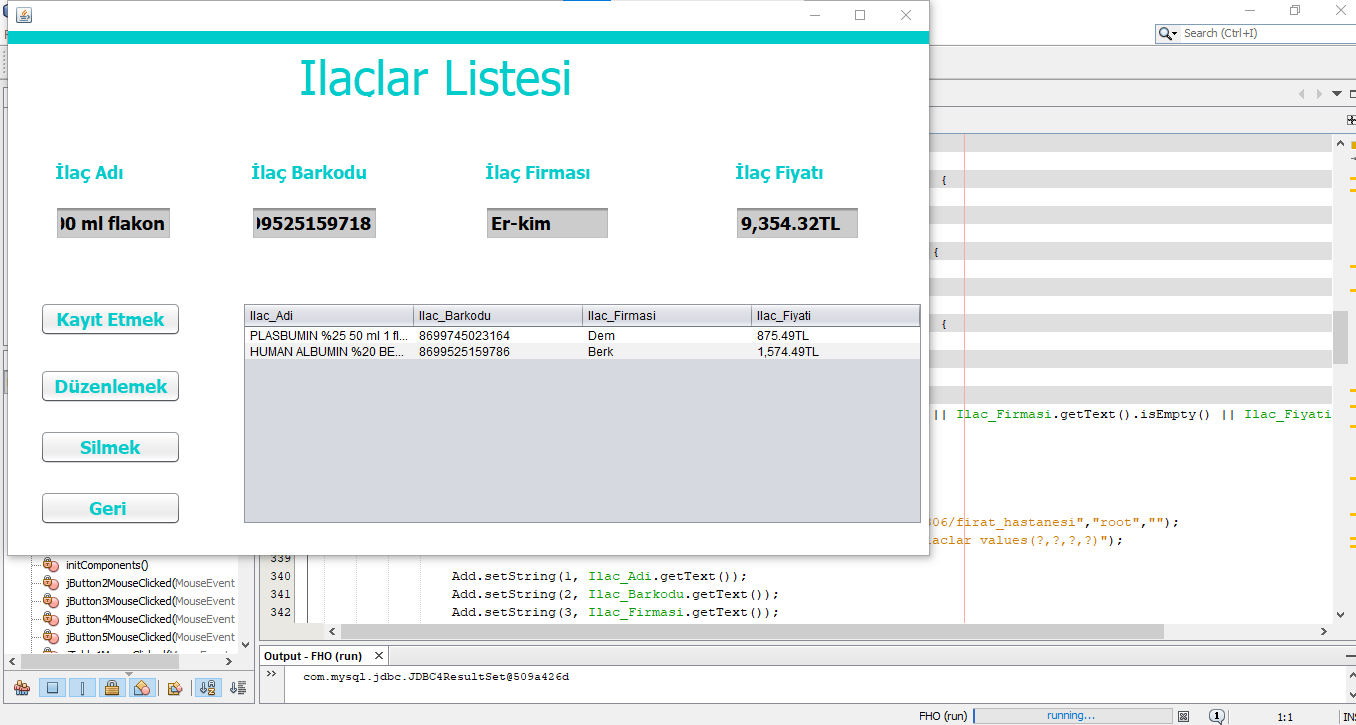 Search (Ctrl+I)
Ilaçlar Listesi
İlaç Adı İlaç Barkodu İlaç Firması İlaç Fiyatı
00 ml flakon 99525159718 Er-kim 9,354.32TL
{
{
Kayıt Etmek
Düzenlemek
Silmek
Geri
Ilac_Adi Ilac_Barkodu Ilac_Firmasi Ilac_Fiyati
PLASBUMIN %25 50 ml 1 fl... 8699745023164 Dem 875.49TL
HUMAN ALBUMIN %20 BE... 8699525159786 Berk 1,574.49TL
{
|| Ilac_Firmasi.getText().isEmpty() || Ilac_Fiyati
06/firat_hastanesi","root","");
laclar values(?,?,?,?)");
339
340 Add.setString(1, Ilac_Adi.getText());
341 Add.setString(2, Ilac_Barkodu.getText());
342 Add.setString(3, Ilac_Firmasi.getText());
initComponents()
jButton2MouseClicked(MouseEvent
jButton3MouseClicked(MouseEvent
jButton4MouseClicked(MouseEvent
jButton5MouseClicked(MouseEvent
Output - FHO (run)
com.mysql.jdbc.JDBC4ResultSet@509a426d
FHO (run) running... 1 1:1 INS